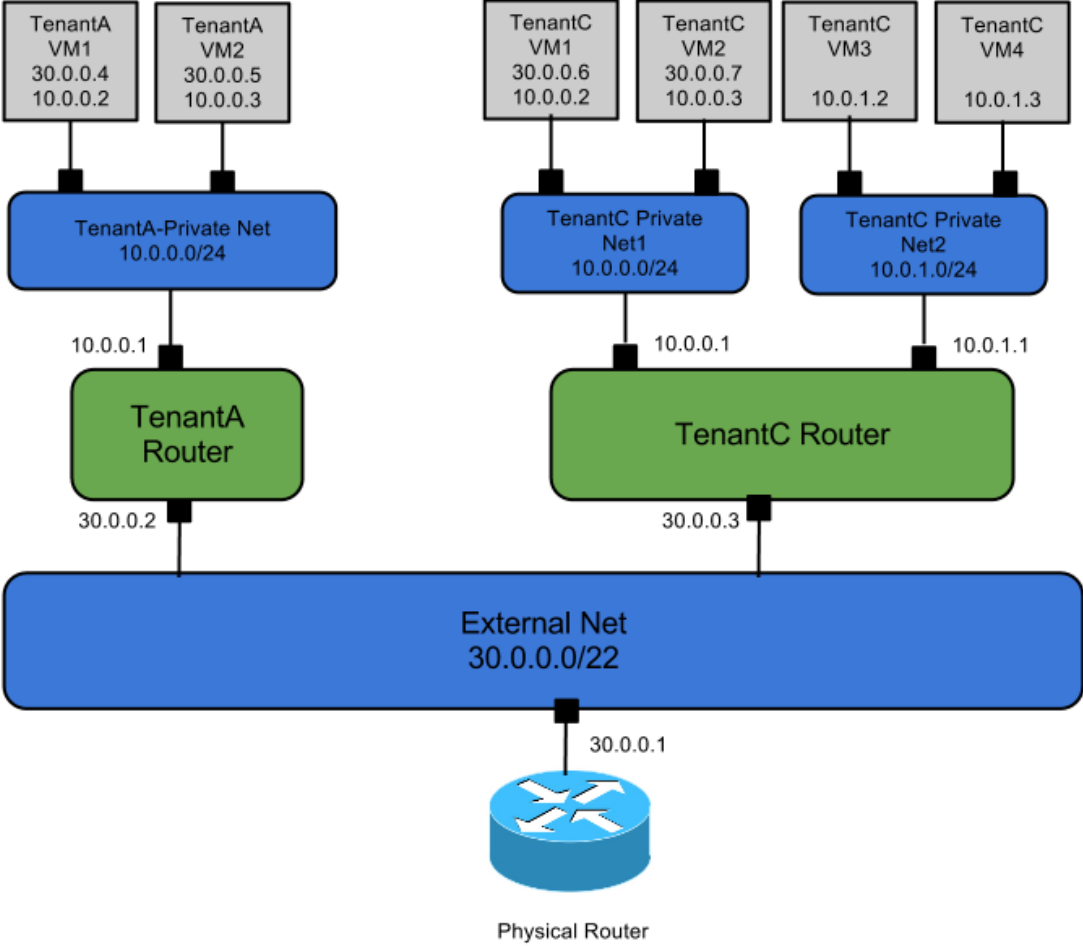 TenantA
VM1
30.0.0.4
10.0.0.2
TenantA
VM2
30.0.0.5
10.0.0.3
TenantC
VM1
30.0.0.6
10.0.0.2
TenantC
VM2
30.0.0.7
10.0.0.3
TenantC
VM3
10.0.1.2
TenantC
VM4
10.0.1.3
TenantA-Private Net
10.0.0.0/24
TenantC Private
Net1
10.0.0.0/24
TenantC Private
Net2
10.0.1.0/24
10.0.0.1
10.0.0.1
10.0.1.1
TenantA
Router
TenantC Router
30.0.0.2
30.0.0.3
External Net
30.0.0.0/22
30.0.0.1
Physical Router